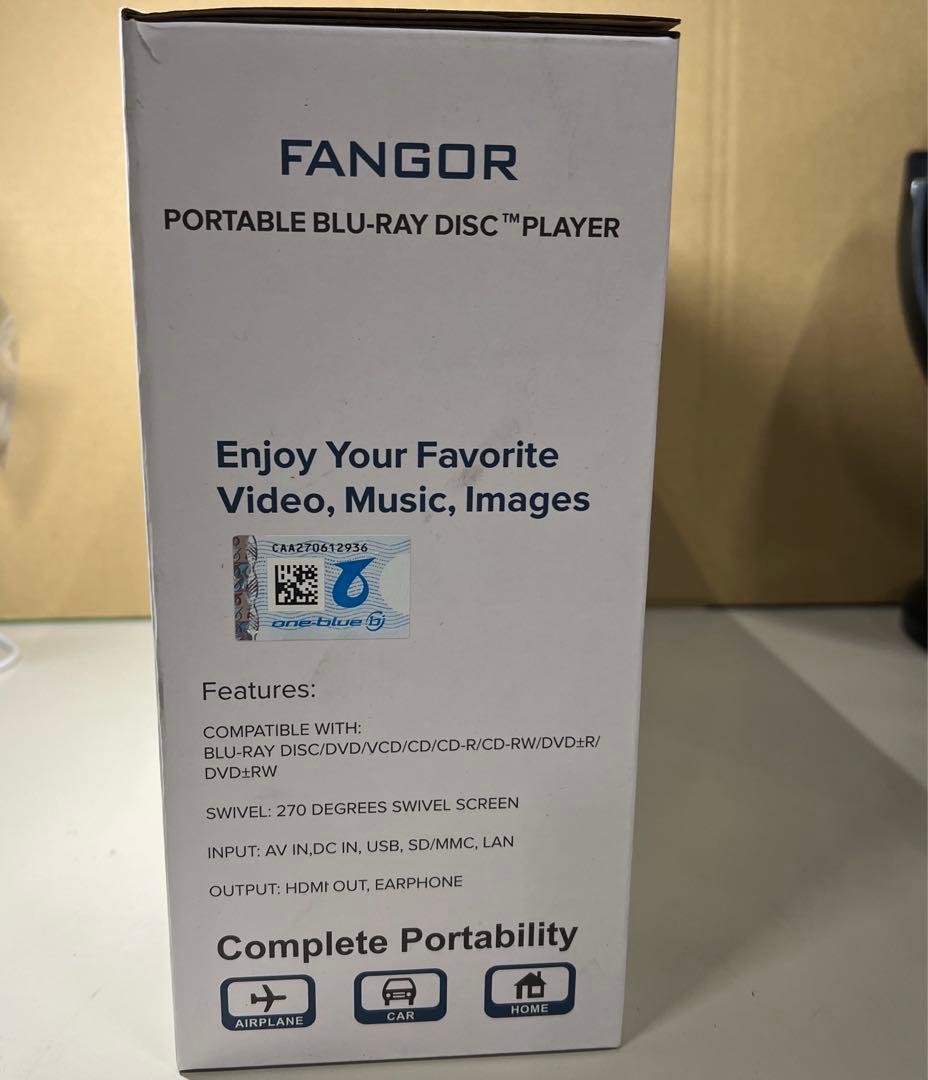 FANGOR
PORTABLE BLU-RAY DISC™PLAYER
Enjoy Your Favorite
Video, Music, Images
CAA270612936
one-blue bj
Features:
COMPATIBLE WITH:
BLU-RAY DISC/DVD/VCD/CD/CD-R/CD-RW/DVD±R/
DVD±RW
SWIVEL: 270 DEGREES SWIVEL SCREEN
INPUT: AV IN,DC IN, USB, SD/MMC, LAN
OUTPUT: HDMI OUT, EARPHONE
Complete Portability
AIRPLANE
CAR
HOME